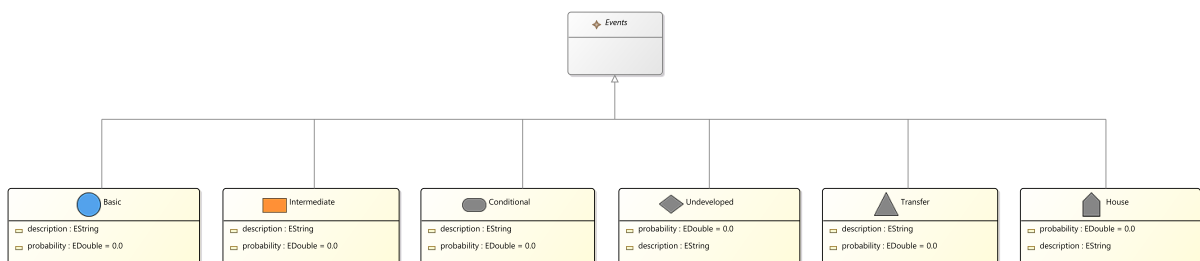 Events
Basic
description : EString
probability : EDouble = 0.0
Intermediate
description : EString
probability : EDouble = 0.0
Conditional
description : EString
probability : EDouble = 0.0
Undeveloped
probability : EDouble = 0.0
description : EString
Transfer
description : EString
probability : EDouble = 0.0
House
probability : EDouble = 0.0
description : EString